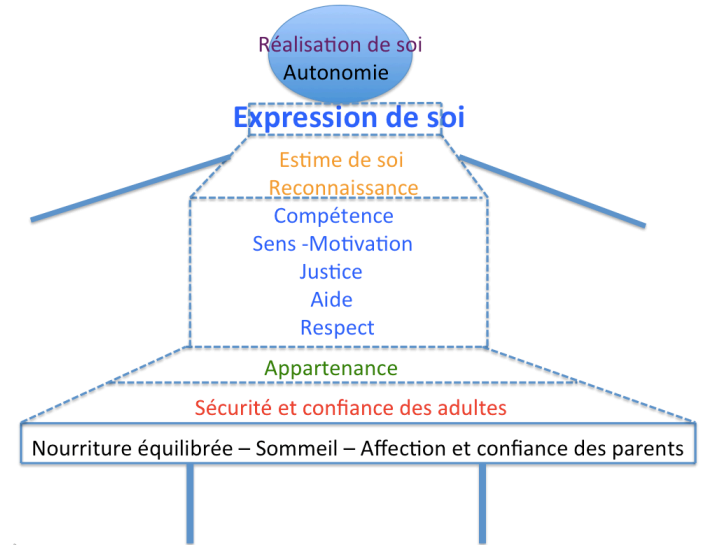 Réalisation de soi
Autonomie
Expression de soi
Estime de soi
Reconnaissance
Compétence
Sens -Motivation
Justice
Aide
Respect
Appartenance
Sécurité et confiance des adultes
Nourriture équilibrée – Sommeil – Affection et confiance des parents